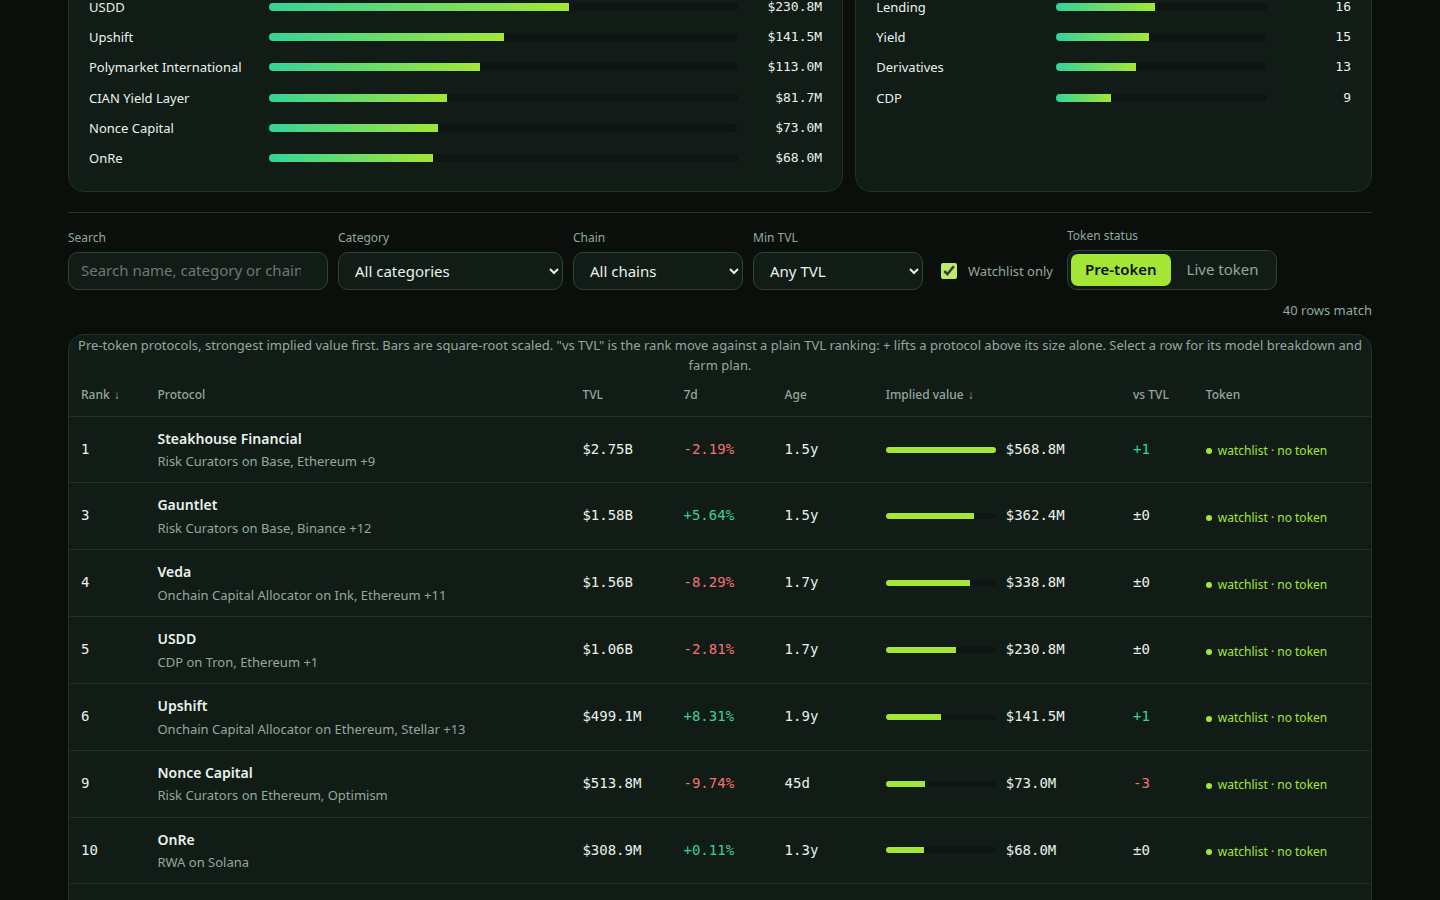 USDD $230.8M
Upshift $141.5M
Polymarket International $113.0M
CIAN Yield Layer $81.7M
Nonce Capital $73.0M
OnRe $68.0M
Lending 16
Yield 15
Derivatives 13
CDP 9
Search
Search name, category or chain
Category
All categories
Chain
All chains
Min TVL
Any TVL
Watchlist only
Token status
Pre-token Live token
40 rows match
Pre-token protocols, strongest implied value first. Bars are square-root scaled. "vs TVL" is the rank move against a plain TVL ranking: + lifts a protocol above its size alone. Select a row for its model breakdown and
farm plan.
Rank ↓ Protocol TVL 7d Age Implied value ↓ vs TVL Token
1 Steakhouse Financial $2.75B -2.19% 1.5y $568.8M +1 watchlist · no token
Risk Curators on Base, Ethereum +9
3 Gauntlet $1.58B +5.64% 1.5y $362.4M ±0 watchlist · no token
Risk Curators on Base, Binance +12
4 Veda $1.56B -8.29% 1.7y $338.8M ±0 watchlist · no token
Onchain Capital Allocator on Ink, Ethereum +11
5 USDD $1.06B -2.81% 1.7y $230.8M ±0 watchlist · no token
CDP on Tron, Ethereum +1
6 Upshift $499.1M +8.31% 1.9y $141.5M +1 watchlist · no token
Onchain Capital Allocator on Ethereum, Stellar +13
9 Nonce Capital $513.8M -9.74% 45d $73.0M -3 watchlist · no token
Risk Curators on Ethereum, Optimism
10 OnRe $308.9M +0.11% 1.3y $68.0M ±0 watchlist · no token
RWA on Solana